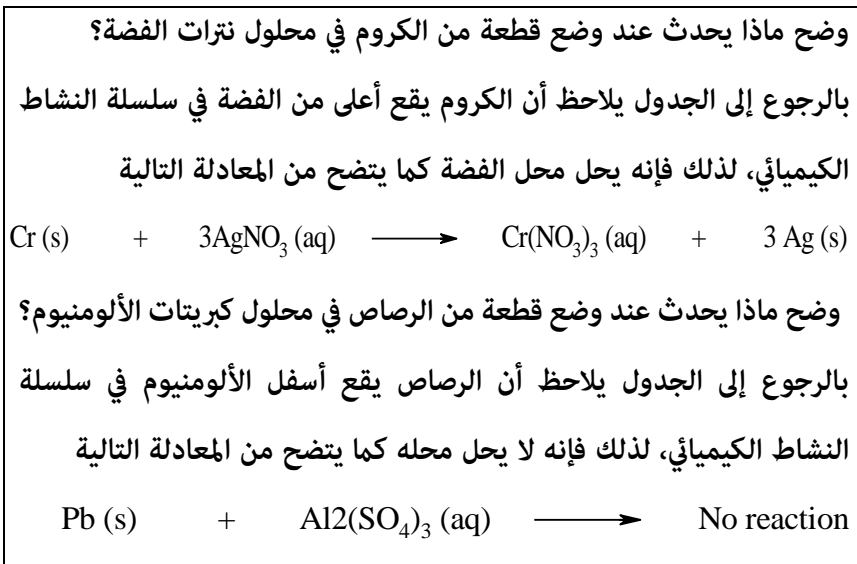 وضح ماذا يحدث عند وضع قطعة من الكروم في محلول نترات الفضة؟
بالرجوع إلى الجدول يلاحظ أن الكروم يقع أعلى من الفضة في سلسلة النشاط
الكيميائي، لذلك فإنه يحل محل الفضة كما يتضح من المعادلة التالية
Cr (s) + 3AgNO₃ (aq) ⟶ Cr(NO₃)₃ (aq) + 3 Ag (s)
وضح ماذا يحدث عند وضع قطعة من الرصاص في محلول كبريتات الألومنيوم؟
بالرجوع إلى الجدول يلاحظ أن الرصاص يقع أسفل الألومنيوم في سلسلة
النشاط الكيميائي، لذلك فإنه لا يحل محله كما يتضح من المعادلة التالية
Pb (s) + Al2(SO₄)₃ (aq) ⟶ No reaction